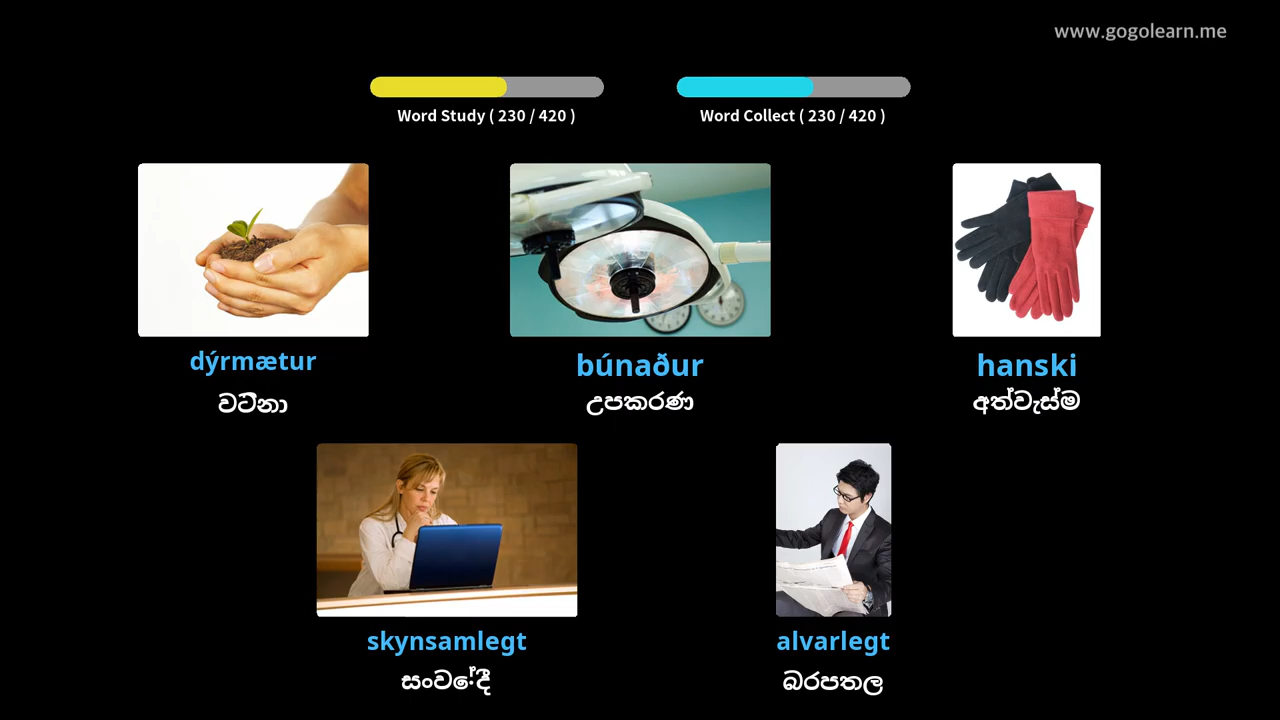 www.gogolearn.me
Word Study ( 230 / 420 )
Word Collect ( 230 / 420 )
dýrmætur
búnaður
hanski
වටිනා
උපකරණ
අත්වැස්ම
skynsamlegt
alvarlegt
බරපතල